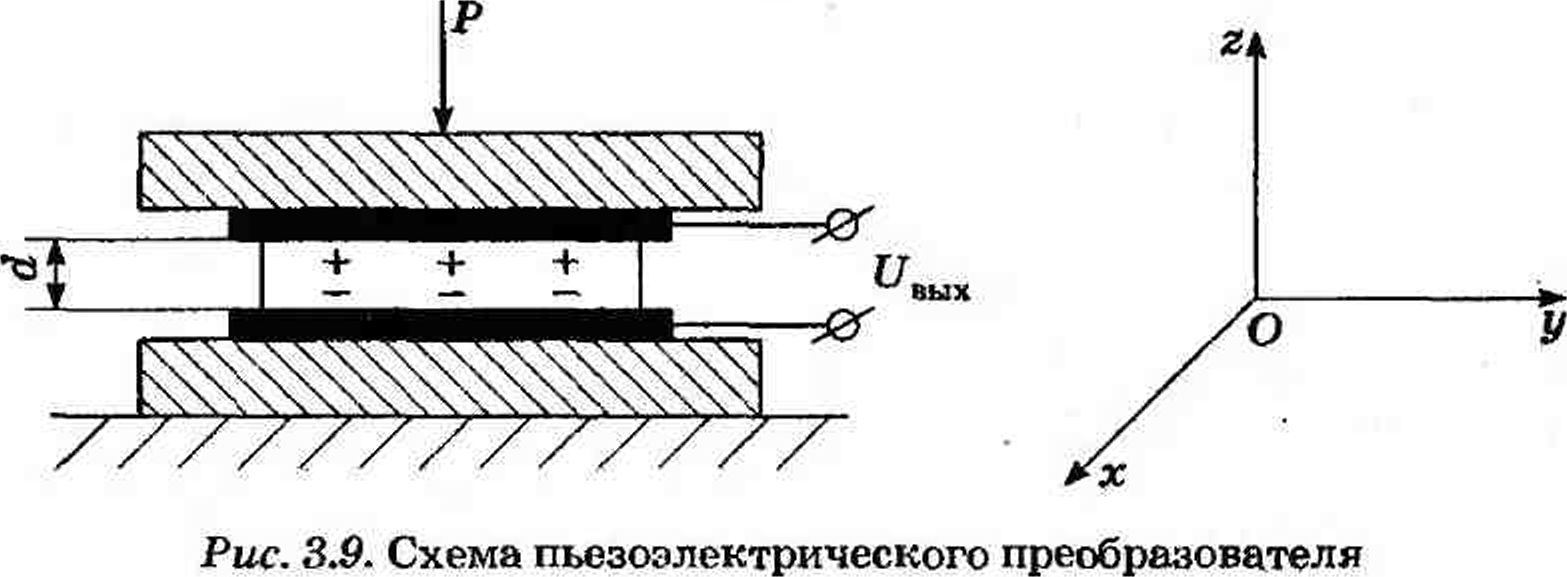 P
z
d
+ + +
− − −
U вых
O
y
x
Рис. 3.9. Схема пьезоэлектрического преобразователя